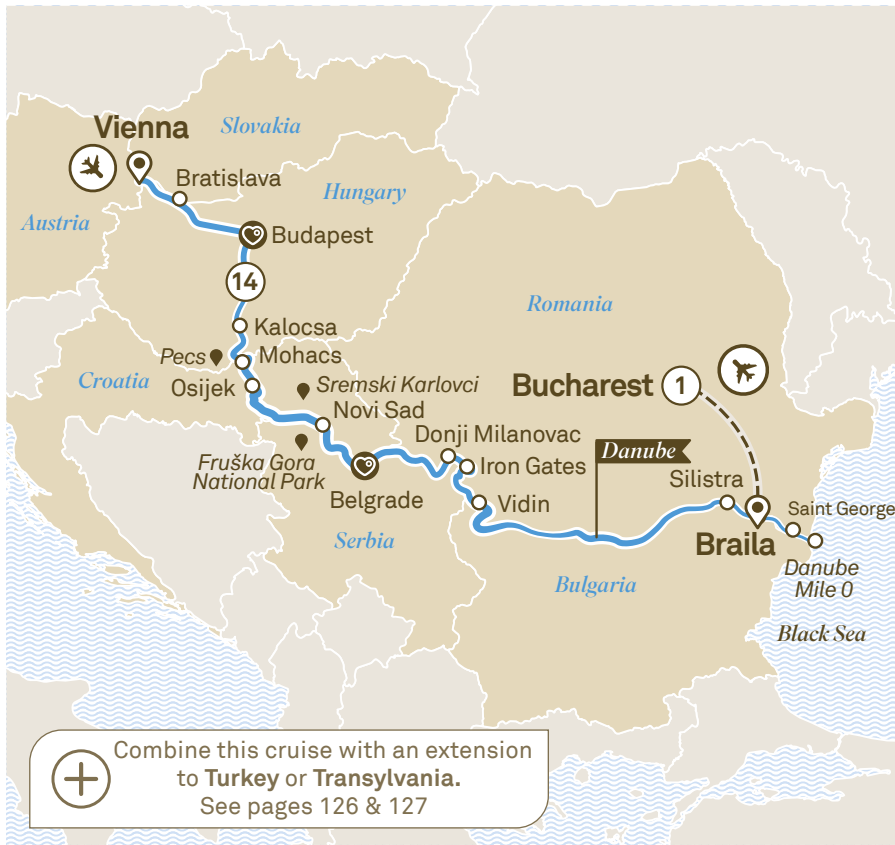 Slovakia
Vienna
Bratislava
Hungary
Austria
Budapest
14
Romania
Kalocsa
Pecs
Mohacs
Croatia
Osijek
Sremski Karlovci
Bucharest
1
Novi Sad
Donji Milanovac
Danube
Fruška Gora
National Park
Iron Gates
Silistra
Belgrade
Vidin
Saint George
Serbia
Braila
Bulgaria
Danube
Mile 0
Black Sea
Combine this cruise with an extension
to Turkey or Transylvania.
See pages 126 & 127